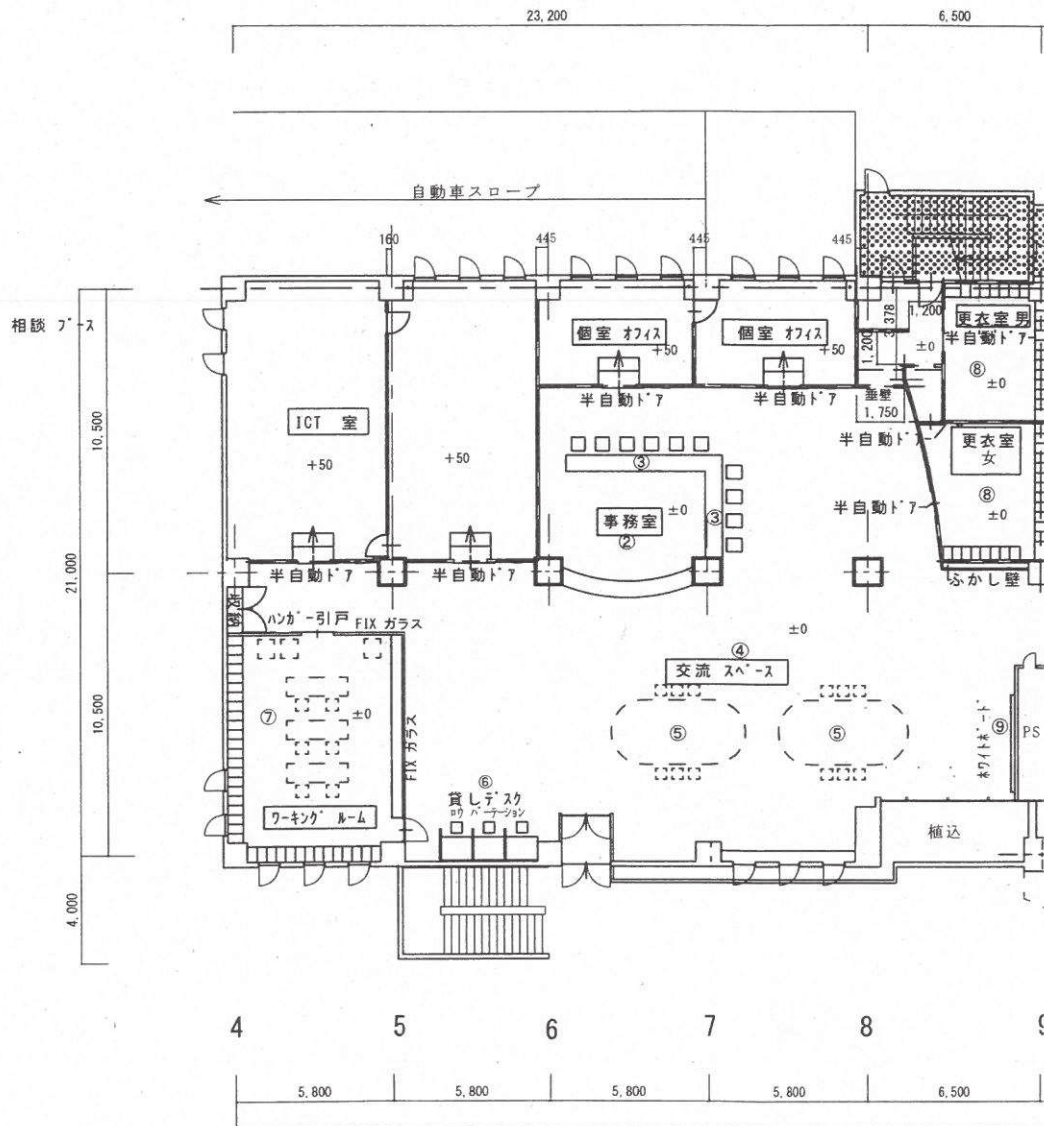 23,200
6,500
自動車スロープ
160
445
445
445
相談 ブース
個室 オフィス
+50
個室 オフィス
+50
3,378
1,200
1,200
±0
更衣室男
半自動ドアー
⑧
±0
半自動ドア
半自動ドア
垂壁
1,750
半自動ドアー
10,500
ICT 室
+50
+50
③
事務室
②
±0
③
更衣室
女
⑧
±0
半自動ドア
21,000
半自動ドア
半自動ドア
ふかし壁
収納
ハンガー引戸
FIX ガラス
±0
④
交流 スペース
⑦
±0
FIX ガラス
⑤
⑤
ホワイトボード
⑨
PS
10,500
⑥
貸しデスク
ロウ パーテーション
ワーキング ルーム
植込
4,000
4
5
6
7
8
9
5,800
5,800
5,800
5,800
6,500